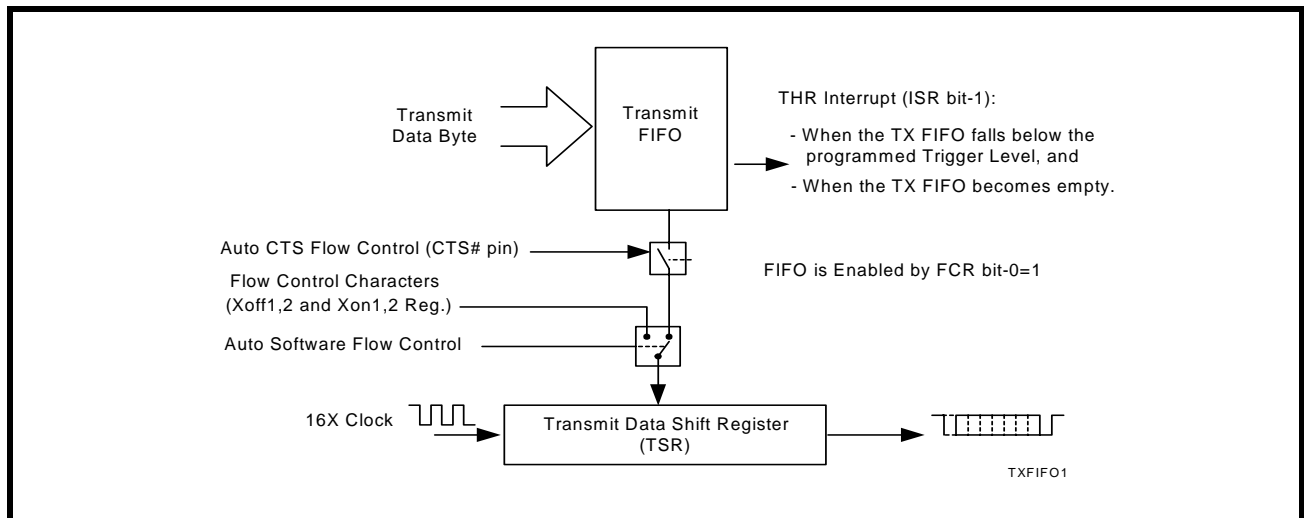 Transmit
Data Byte
Transmit
FIFO
THR Interrupt (ISR bit-1):
- When the TX FIFO falls below the
programmed Trigger Level, and
- When the TX FIFO becomes empty.
Auto CTS Flow Control (CTS# pin)
FIFO is Enabled by FCR bit-0=1
Flow Control Characters
(Xoff1,2 and Xon1,2 Reg.)
Auto Software Flow Control
16X Clock
Transmit Data Shift Register
(TSR)
TXFIFO1